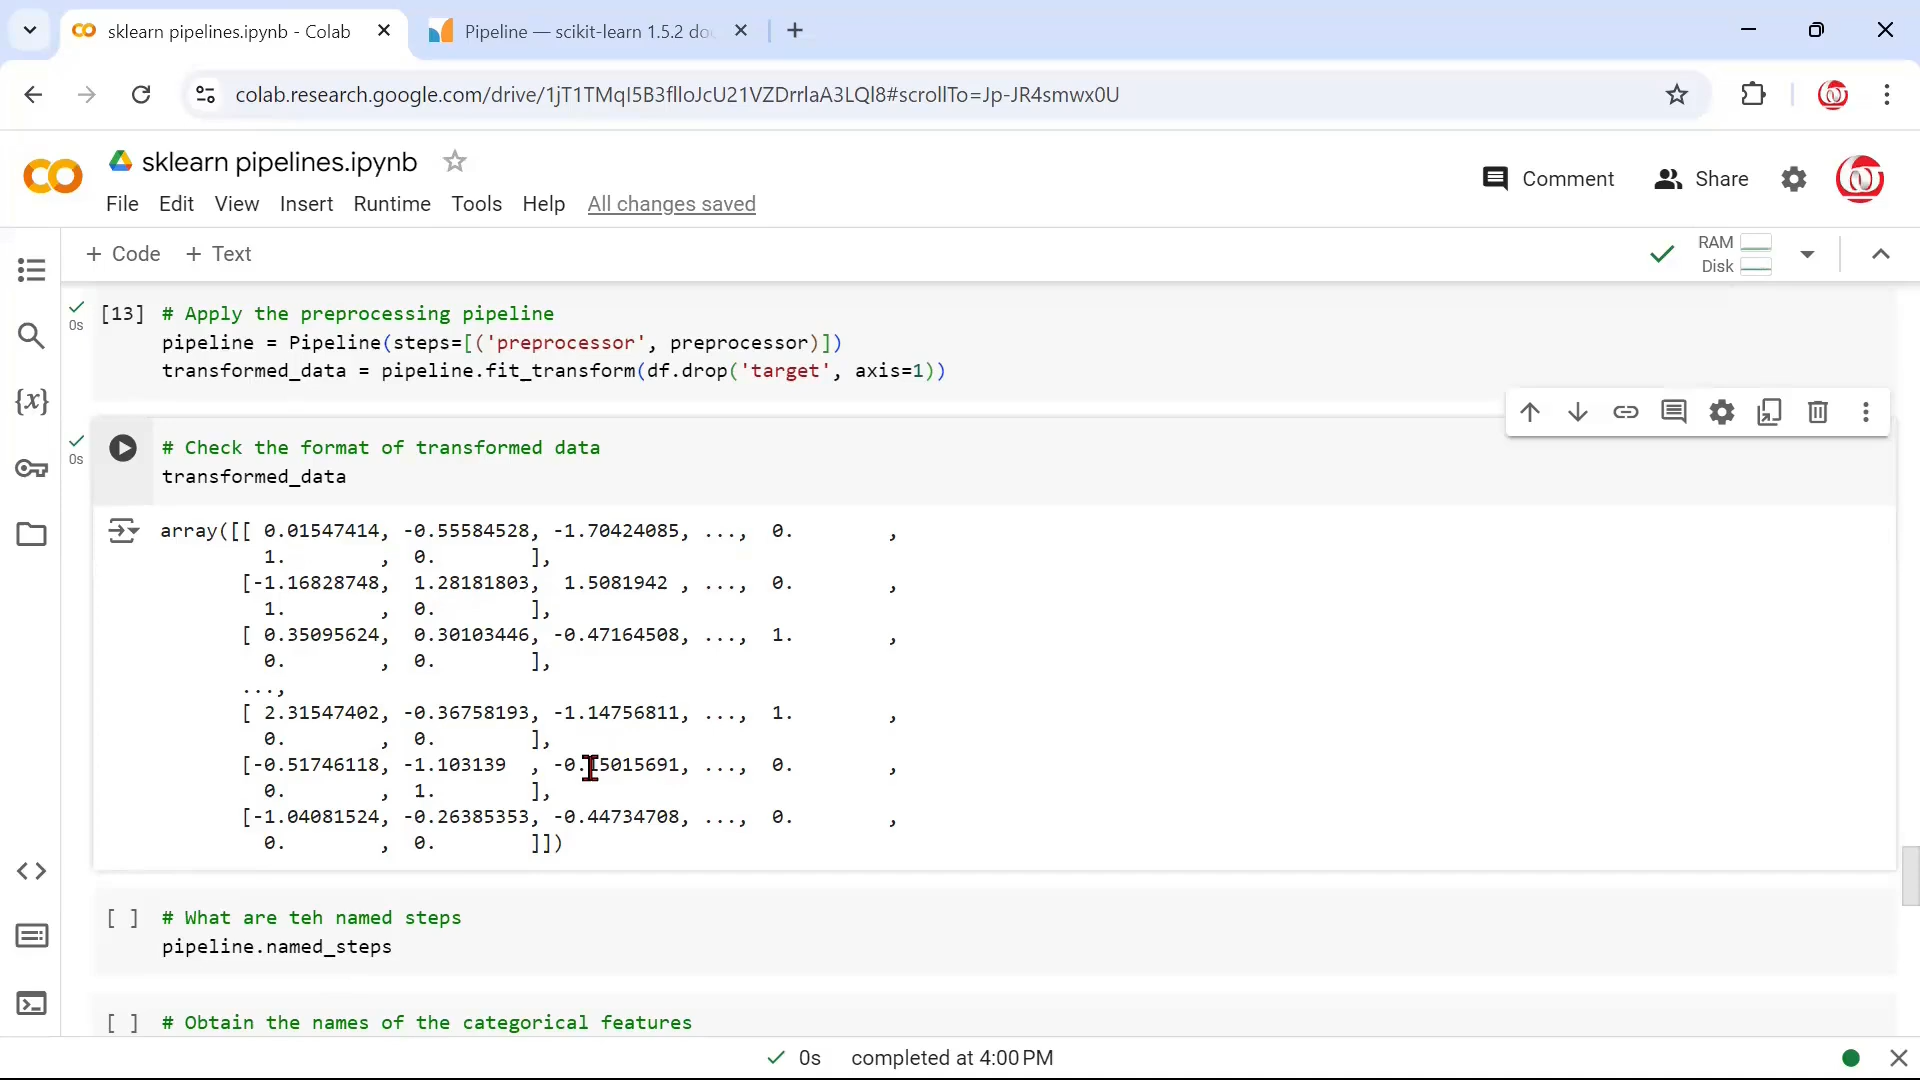 sklearn pipelines.ipynb - Colab
Pipeline — scikit-learn 1.5.2 do
colab.research.google.com/drive/1jT1TMqI5B3flloJcU21VZDrrlaA3LQl8#scrollTo=Jp-JR4smwx0U
sklearn pipelines.ipynb
Comment
Share
File Edit View Insert Runtime Tools Help All changes saved
+ Code + Text
RAM
Disk
0s
[13] # Apply the preprocessing pipeline
pipeline = Pipeline(steps=[('preprocessor', preprocessor)])
transformed_data = pipeline.fit_transform(df.drop('target', axis=1))
0s
# Check the format of transformed data
transformed_data
array([[ 0.01547414, -0.55584528, -1.70424085, ..., 0. ,
1. , 0. ],
[-1.16828748, 1.28181803, 1.5081942 , ..., 0. ,
1. , 0. ],
[ 0.35095624, 0.30103446, -0.47164508, ..., 1. ,
0. , 0. ],
...,
[ 2.31547402, -0.36758193, -1.14756811, ..., 1. ,
0. , 0. ],
[-0.51746118, -1.103139 , -0.15015691, ..., 0. ,
0. , 1. ],
[-1.04081524, -0.26385353, -0.44734708, ..., 0. ,
0. , 0. ]])
[ ] # What are teh named steps
pipeline.named_steps
[ ] # Obtain the names of the categorical features
0s completed at 4:00 PM